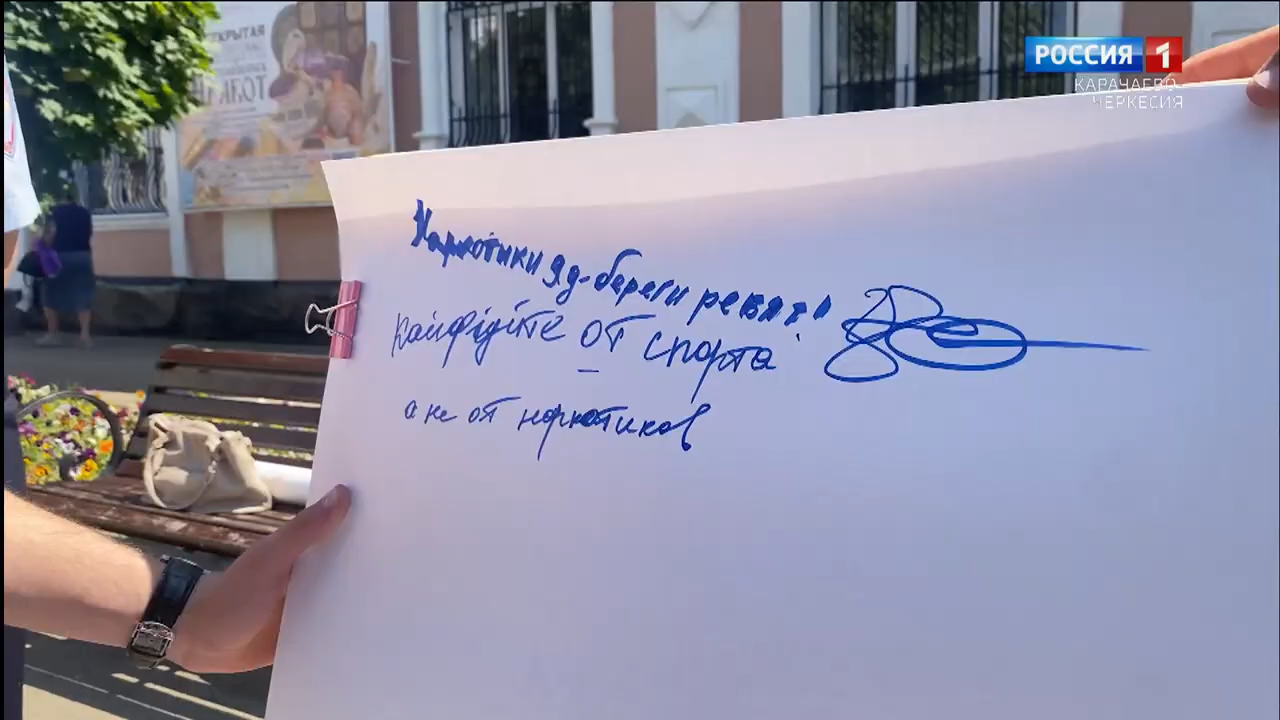 РОССИЯ 1
КАРАЧАЕВО-
ЧЕРКЕСИЯ
Наркотики яд-береги ребята
Кайфуйте от спорта
а не от наркотиков